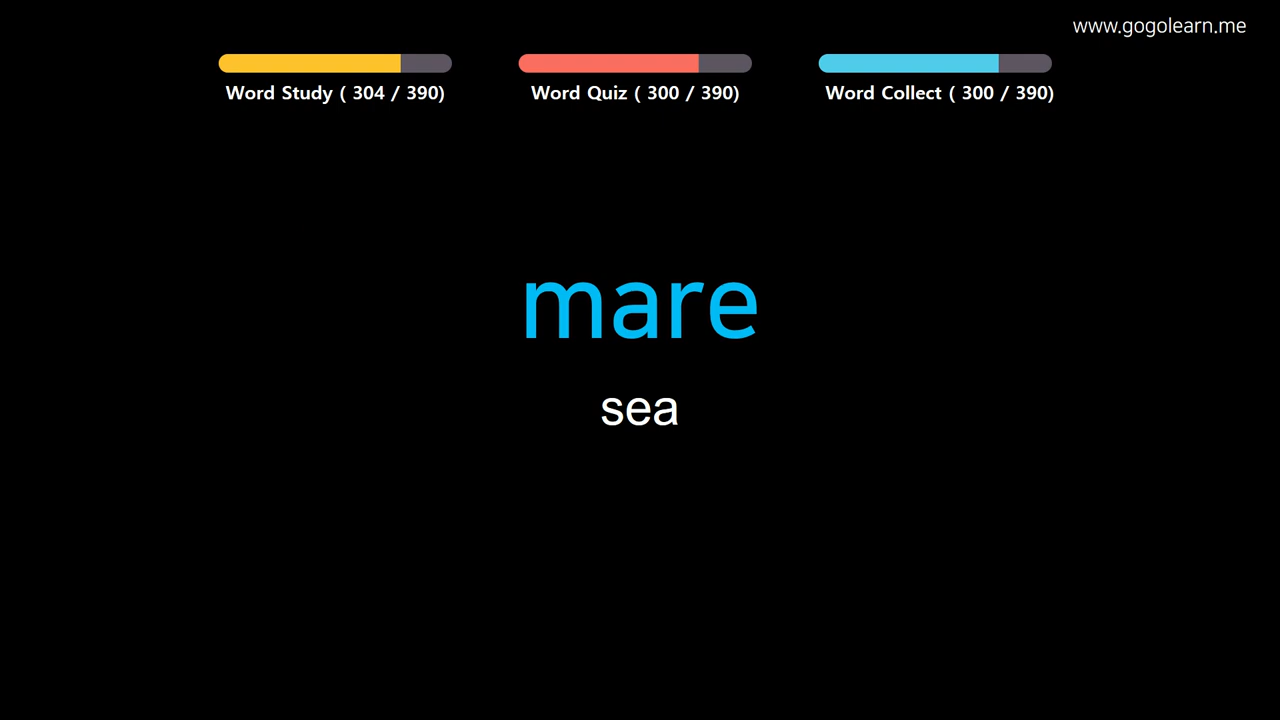 www.gogolearn.me
Word Study ( 304 / 390)
Word Quiz ( 300 / 390)
Word Collect ( 300 / 390)
mare
sea